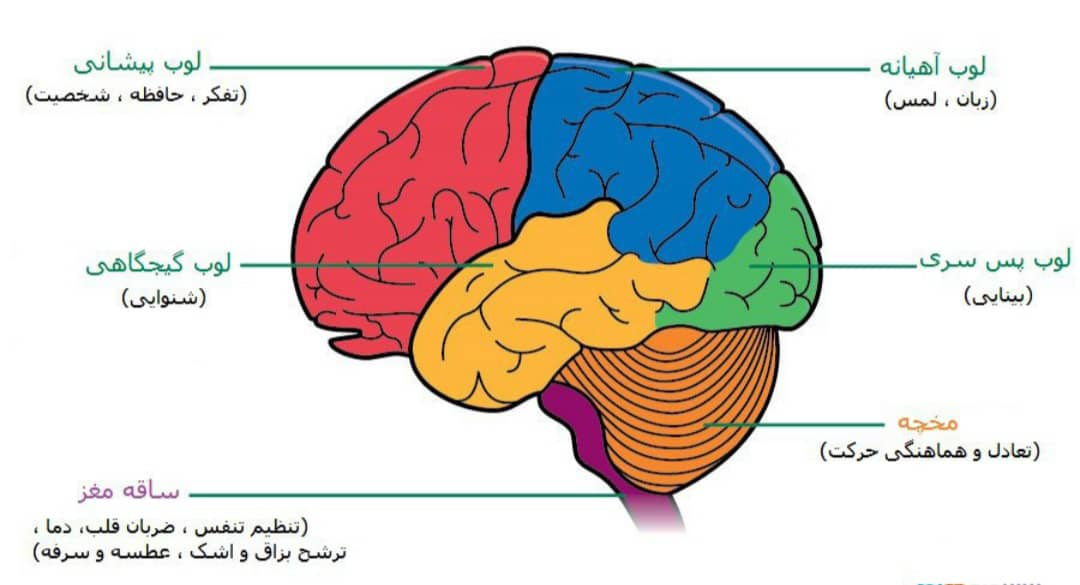 لوب پیشانی
(تفکر ، حافظه ، شخصیت)
لوب آهیانه
(زبان ، لمس)
لوب گیجگاهی
(شنوایی)
لوب پس سری
(بینایی)
مخچه
(تعادل و هماهنگی حرکت)
ساقه مغز
(تنظیم تنفس ، ضربان قلب، دما ،
ترشح بزاق و اشک ، عطسه و سرفه)